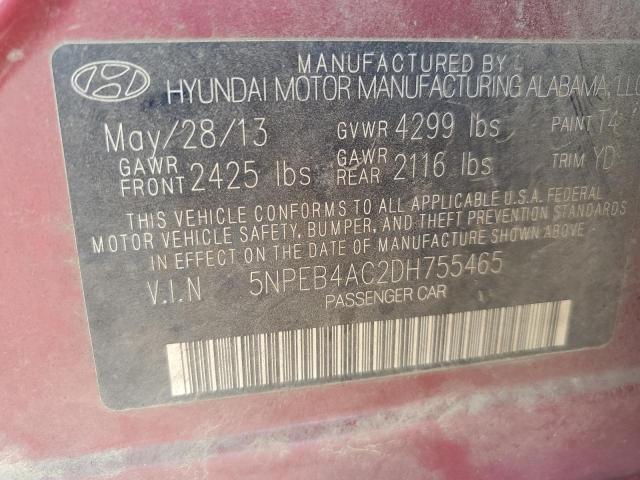 MANUFACTURED BY
HYUNDAI MOTOR MANUFACTURING ALABAMA, LLC
May/28/13 GVWR 4299 lbs PAINT T4
GAWR FRONT 2425 lbs GAWR REAR 2116 lbs TRIM YD
THIS VEHICLE CONFORMS TO ALL APPLICABLE U.S.A. FEDERAL
MOTOR VEHICLE SAFETY, BUMPER, AND THEFT PREVENTION STANDARDS
IN EFFECT ON THE DATE OF MANUFACTURE SHOWN ABOVE.
V.I.N 5NPEB4AC2DH755465
PASSENGER CAR